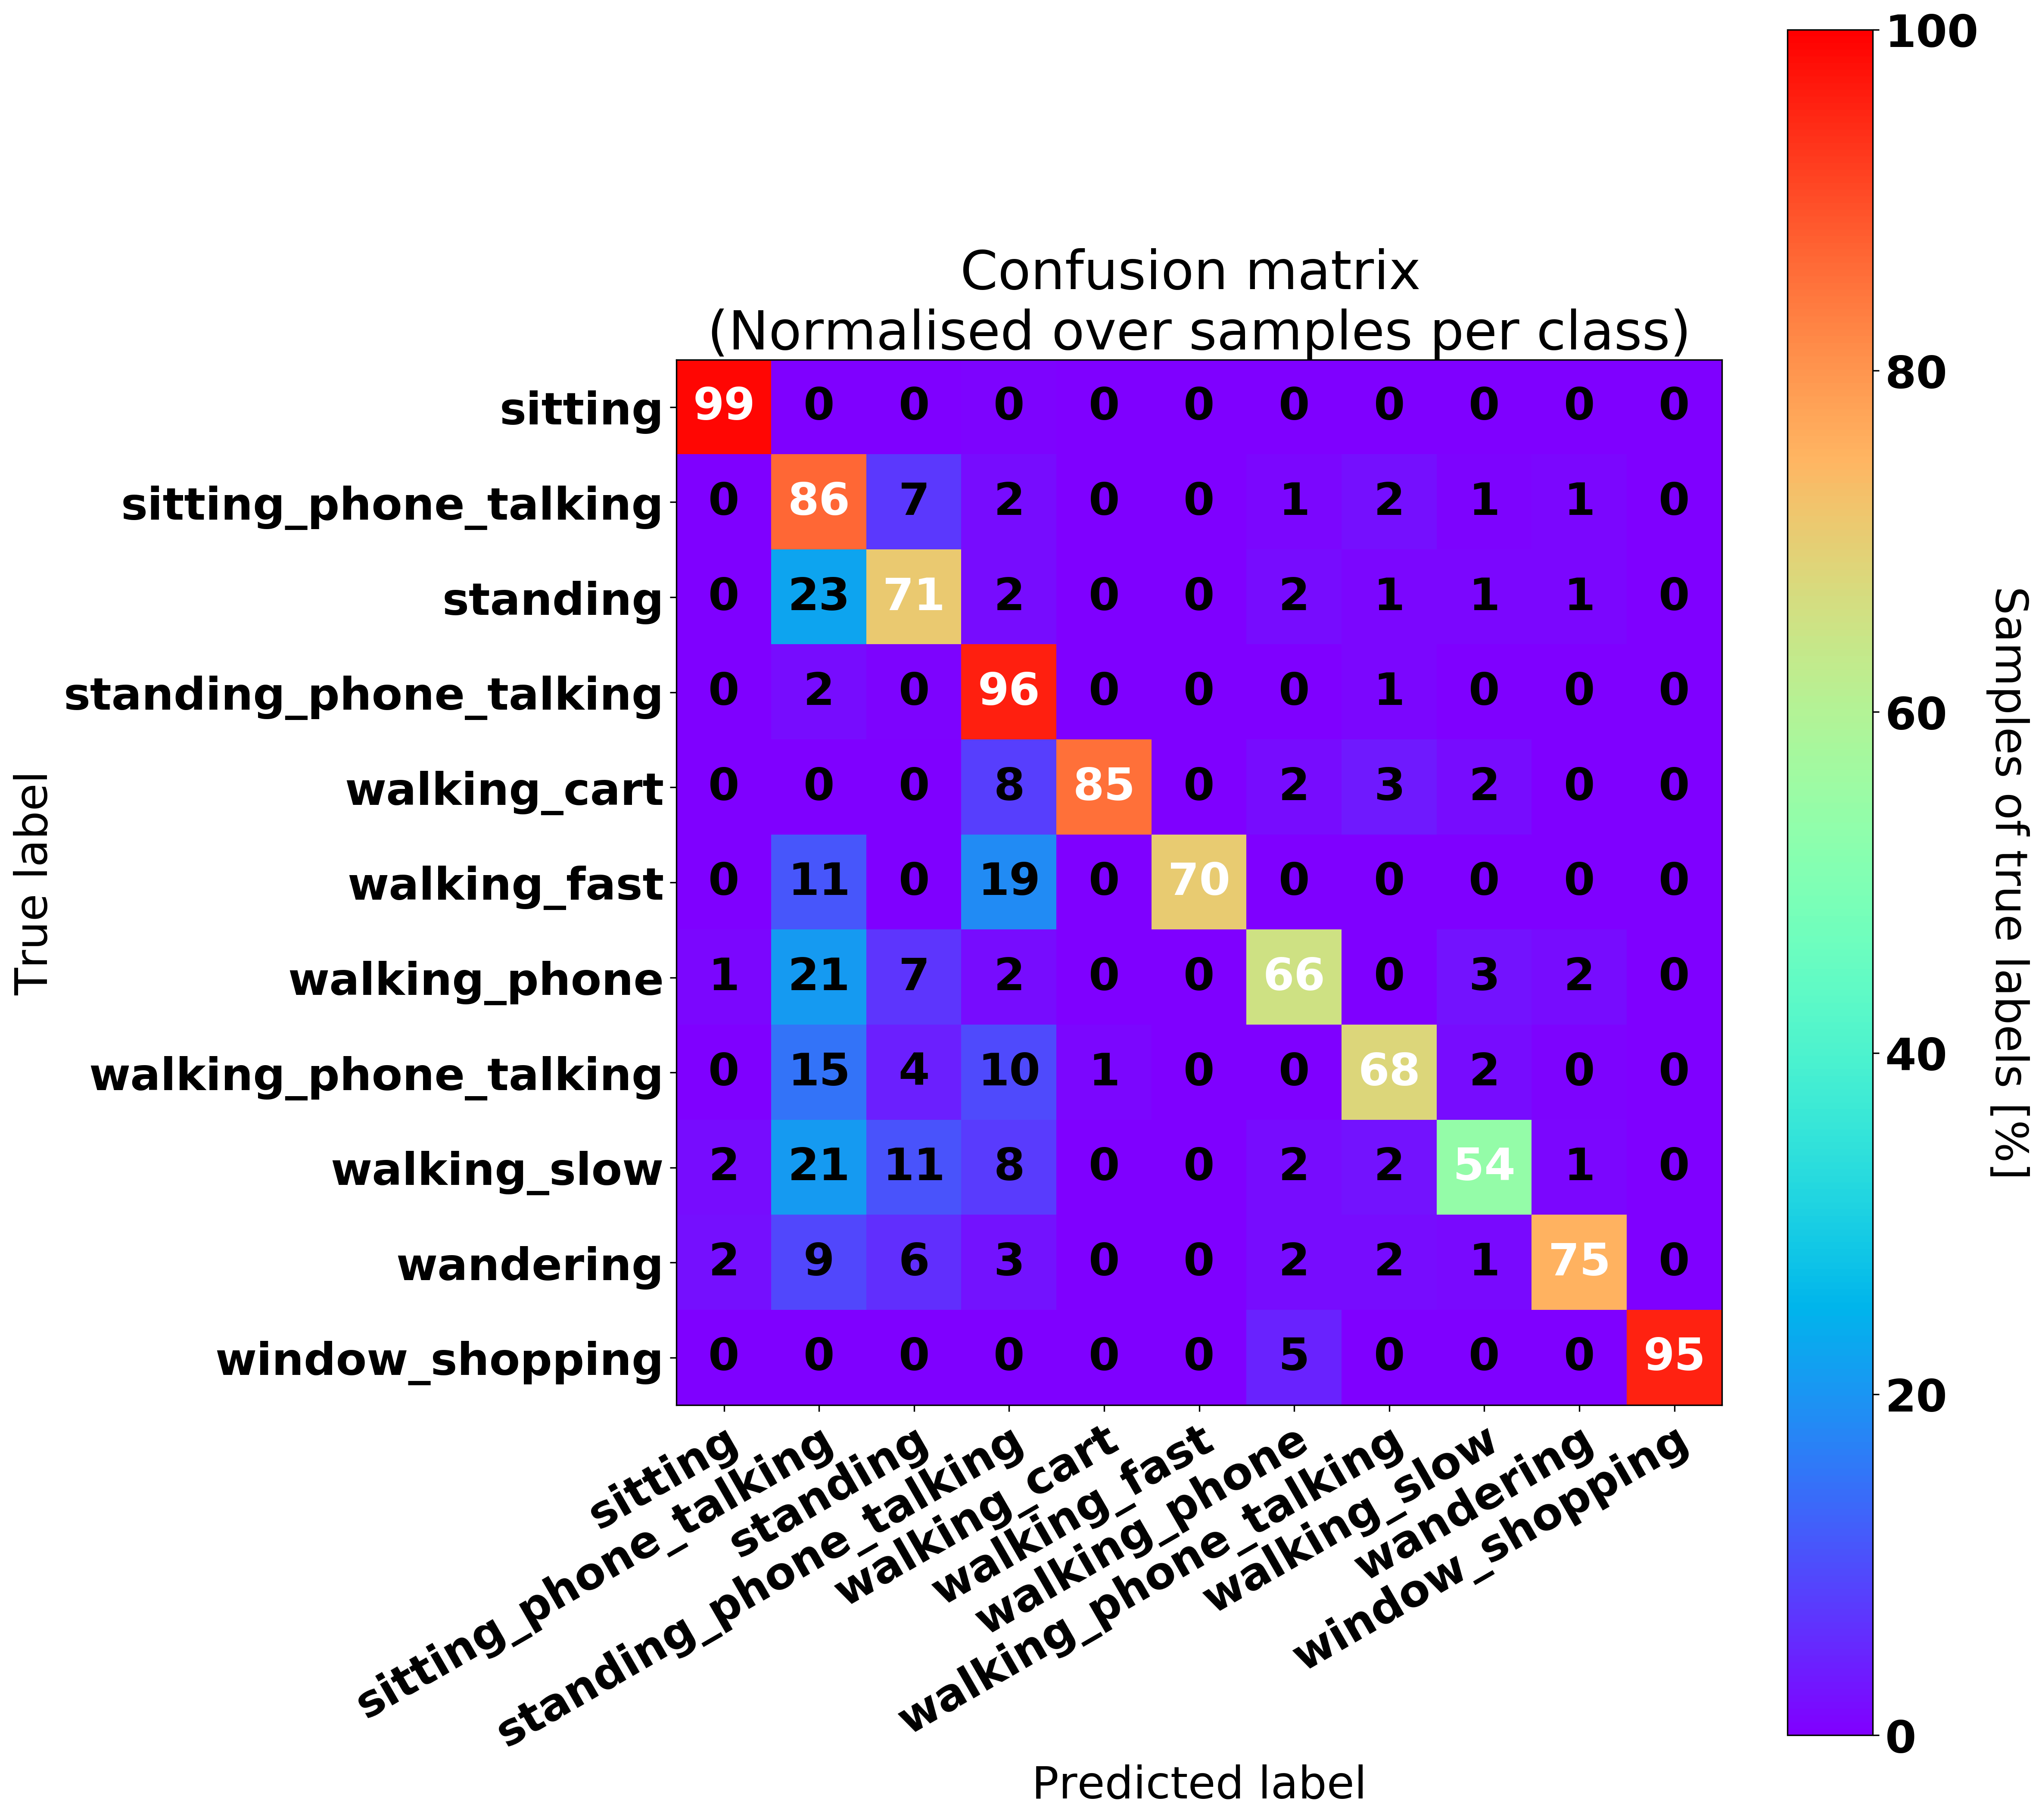 Confusion matrix
(Normalised over samples per class)
sitting 99 0 0 0 0 0 0 0 0 0 0
sitting_phone_talking 0 86 7 2 0 0 1 2 1 1 0
standing 0 23 71 2 0 0 2 1 1 1 0
standing_phone_talking 0 2 0 96 0 0 0 1 0 0 0
walking_cart 0 0 0 8 85 0 2 3 2 0 0
walking_fast 0 11 0 19 0 70 0 0 0 0 0
walking_phone 1 21 7 2 0 0 66 0 3 2 0
walking_phone_talking 0 15 4 10 1 0 0 68 2 0 0
walking_slow 2 21 11 8 0 0 2 2 54 1 0
wandering 2 9 6 3 0 0 2 2 1 75 0
window_shopping 0 0 0 0 0 0 5 0 0 0 95
True label
sitting
sitting_phone_talking
standing
standing_phone_talking
walking_cart
walking_fast
walking_phone
walking_phone_talking
walking_slow
wandering
window_shopping
Predicted label
100
80
60
40
20
0
Samples of true labels [%]